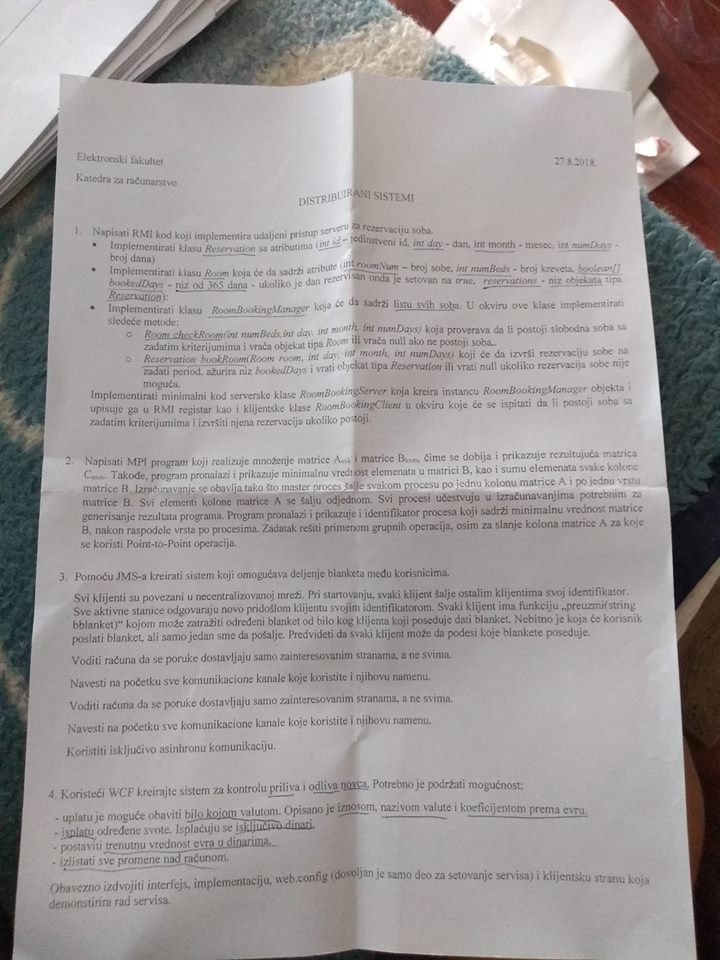 Elektronski fakultet
27.8.2018.
Katedra za računarstvo
DISTRIBUIRANI SISTEMI
1. Napisati RMI kod koji implementira udaljeni pristup serveru za rezervaciju soba.
• Implementirati klasu Reservation sa atributima (int id – jedinstveni id, int day - dan, int month - mesec, int numDays -
broj dana)
• Implementirati klasu Room koja će da sadrži atribute (int roomNum – broj sobe, int numBeds - broj kreveta, boolean[]
bookedDays - niz od 365 dana - ukoliko je dan rezervisan onda je setovan na true, reservations - niz objekata tipa
Reservation);
• Implementirati klasu RoomBookingManager koja će da sadrži listu svih soba. U okviru ove klase implementirati
sledeće metode:
o Room checkRoom(int numBeds,int day, int month, int numDays) koja proverava da li postoji slobodna soba sa
zadatim kriterijumima i vraća objekat tipa Room ili vraća null ako ne postoji soba,.
o Reservation bookRoom(Room room, int day, int month, int numDays) koji će da izvrši rezervaciju sobe na
zadati period, ažurira niz bookedDays i vrati objekat tipa Reservation ili vrati null ukoliko rezervacija sobe nije
moguća.
Implementirati minimalni kod serverske klase RoomBookingServer koja kreira instancu RoomBookingManager objekta i
upisuje ga u RMI registar kao i klijentske klase RoomBookingClient u okviru koje će se ispitati da li postoji soba sa
zadatim kriterijumima i izvršiti njena rezervacija ukoliko postoji.
2. Napisati MPI program koji realizuje množenje matrice Amxk i matrice Bkxn, čime se dobija i prikazuje rezultujuća matrica
Cmxn. Takođe, program pronalazi i prikazuje minimalnu vrednost elemenata u matrici B, kao i sumu elemenata svake kolone
matrice B. Izračunavanje se obavlja tako što master proces šalje svakom procesu po jednu kolonu matrice A i po jednu vrstu
matrice B. Svi elementi kolone matrice A se šalju odjednom. Svi procesi učestvuju u izračunavanjima potrebnim za
generisanje rezultata programa. Program pronalazi i prikazuje i identifikator procesa koji sadrži minimalnu vrednost matrice
B, nakon raspodele vrsta po procesima. Zadatak rešiti primenom grupnih operacija, osim za slanje kolona matrice A za koje
se koristi Point-to-Point operacija.
3. Pomoću JMS-a kreirati sistem koji omogućava deljenje blanketa među korisnicima.
Svi klijenti su povezani u necentralizovanoj mreži. Pri startovanju, svaki klijent šalje ostalim klijentima svoj identifikator.
Sve aktivne stanice odgovaraju novo pridošlom klijentu svojim identifikatorom. Svaki klijent ima funkciju „preuzmi(string
bblanket)“ kojom može zatražiti određeni blanket od bilo kog klijenta koji poseduje dati blanket. Nebitno je koja će korisnik
poslati blanket, ali samo jedan sme da pošalje. Predvideti da svaki klijent može da podesi koje blankete poseduje.
Voditi računa da se poruke dostavljaju samo zainteresovanim stranama, a ne svima.
Navesti na početku sve komunikacione kanale koje koristite i njihovu namenu.
Voditi računa da se poruke dostavljaju samo zainteresovanim stranama, a ne svima.
Navesti na početku sve komunikacione kanale koje koristite i njihovu namenu.
Koristiti isključivo asinhronu komunikaciju.
4. Koristeći WCF kreirajte sistem za kontrolu priliva i odliva novca. Potrebno je podržati mogućnost:
- uplatu je moguće obaviti bilo kojom valutom. Opisano je iznosom, nazivom valute i koeficijentom prema evru.
- isplatu određene svote. Isplaćuju se isključivo dinari.
- postaviti trenutnu vrednost evra u dinarima.
- izlistati sve promene nad računom.
Obavezno izdvojiti interfejs, implementaciju, web.config (dovoljan je samo deo za setovanje servisa) i klijentsku stranu koja
demonstirira rad servisa.